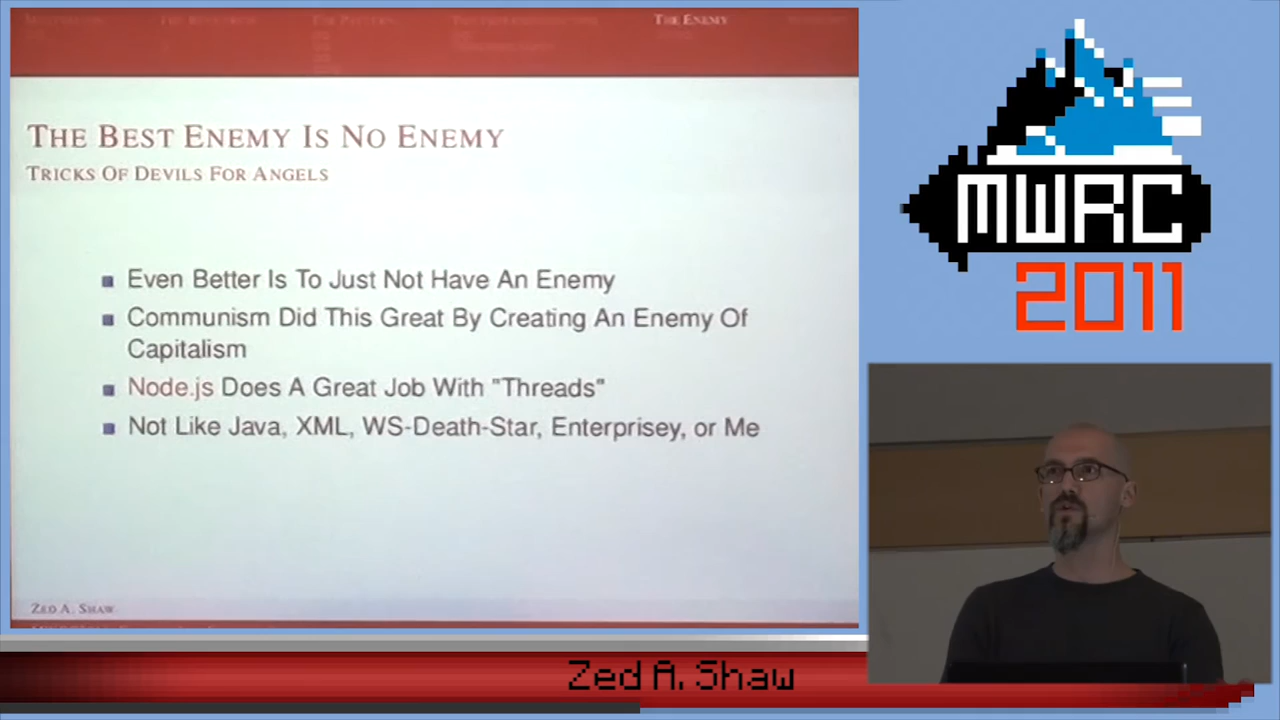 THE ENEMY
THE BEST ENEMY IS NO ENEMY
TRICKS OF DEVILS FOR ANGELS
Even Better Is To Just Not Have An Enemy
Communism Did This Great By Creating An Enemy Of
Capitalism
Node.js Does A Great Job With "Threads"
Not Like Java, XML, WS-Death-Star, Enterprisey, or Me
ZED A. SHAW
MWRC
2011
Zed A. Shaw